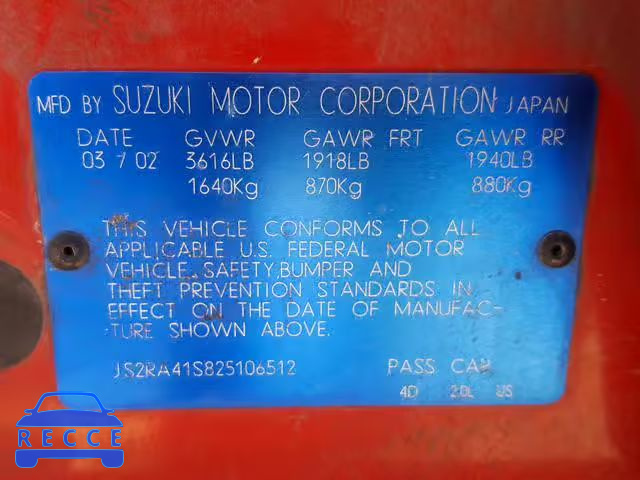 MFD BY SUZUKI MOTOR CORPORATION JAPAN
DATE GVWR GAWR FRT GAWR RR
03 / 02 3616LB 1918LB 1940LB
1640Kg 870Kg 880Kg
THIS VEHICLE CONFORMS TO ALL
APPLICABLE U.S. FEDERAL MOTOR
VEHICLE SAFETY,BUMPER AND
THEFT PREVENTION STANDARDS IN
EFFECT ON THE DATE OF MANUFAC-
TURE SHOWN ABOVE.
JS2RA41S825106512 PASS CAR
4D 2.0L US
RECCE